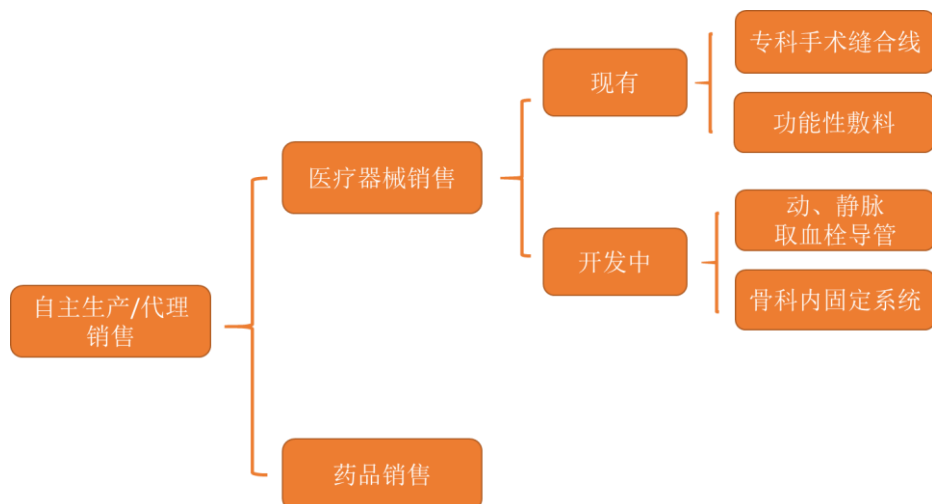 专科手术缝合线
现有
功能性敷料
医疗器械销售
动、静脉
取血栓导管
开发中
骨科内固定系统
自主生产/代理
销售
药品销售